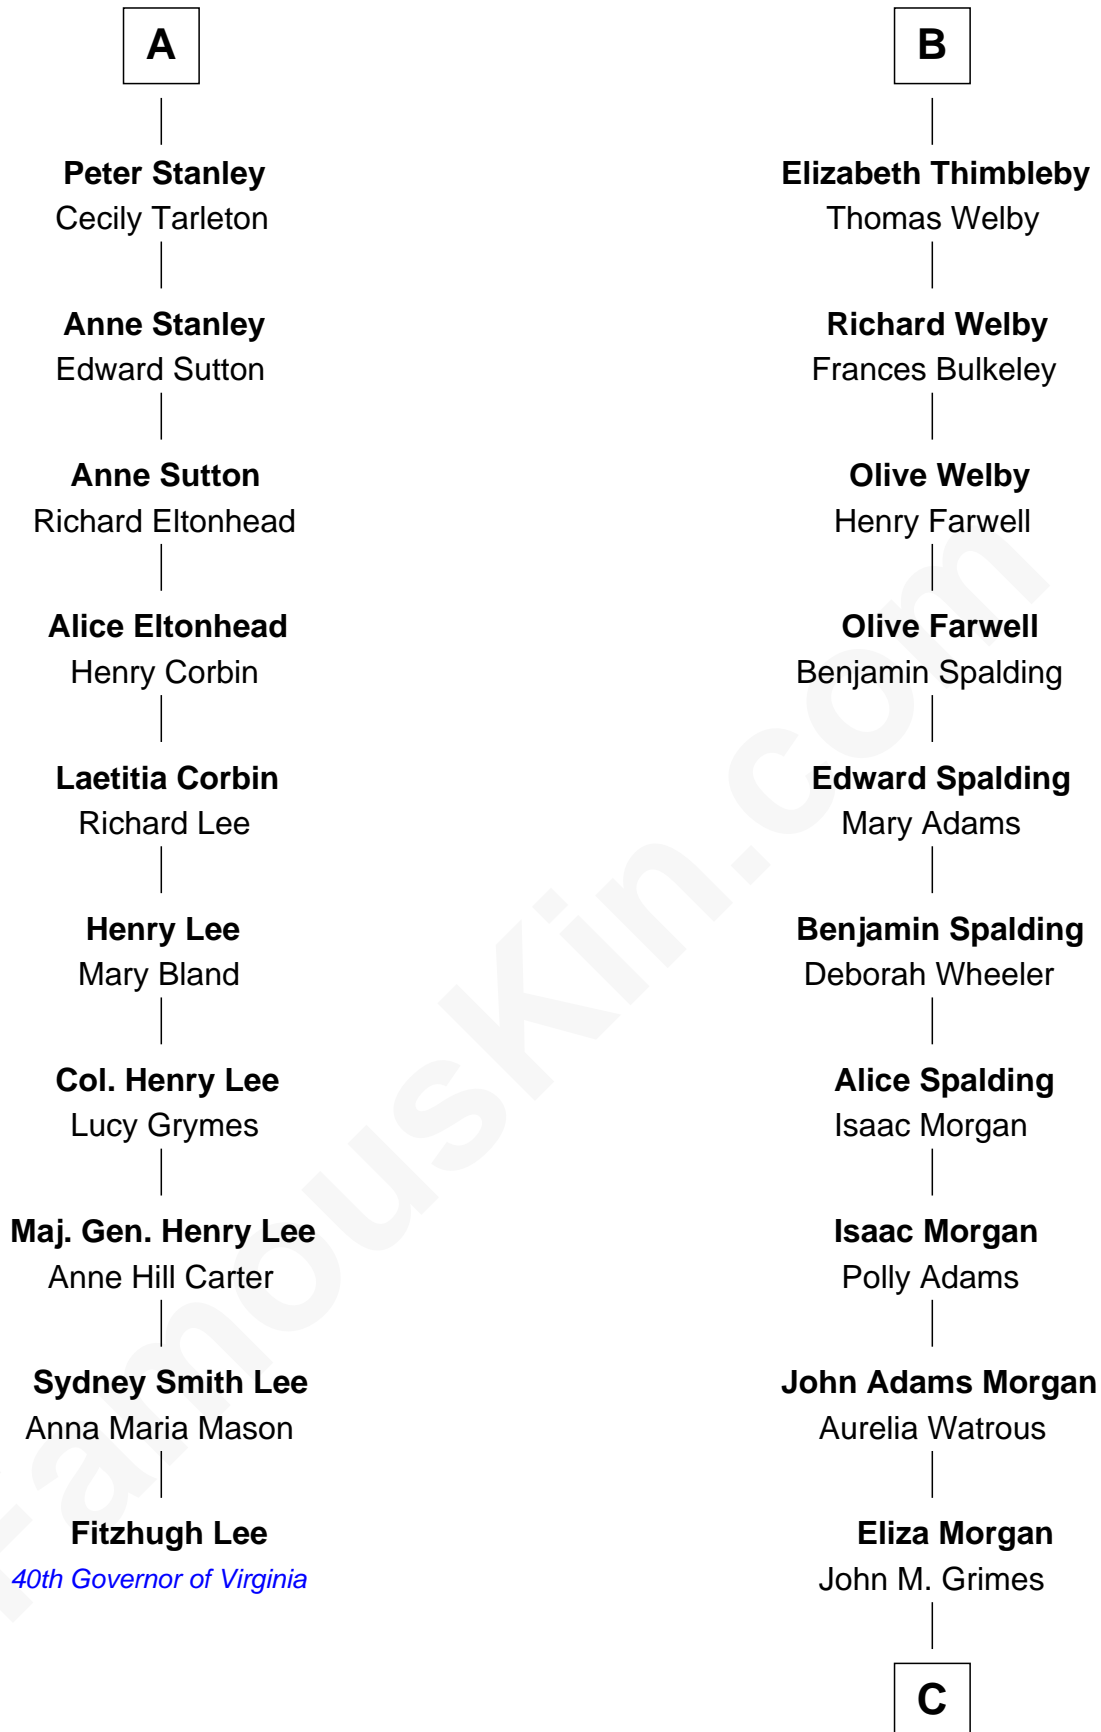 A
Peter Stanley
Cecily Tarleton
Anne Stanley
Edward Sutton
Anne Sutton
Richard Eltonhead
Alice Eltonhead
Henry Corbin
Laetitia Corbin
Richard Lee
Henry Lee
Mary Bland
Col. Henry Lee
Lucy Grymes
Maj. Gen. Henry Lee
Anne Hill Carter
Sydney Smith Lee
Anna Maria Mason
Fitzhugh Lee
40th Governor of Virginia
B
Elizabeth Thimbleby
Thomas Welby
Richard Welby
Frances Bulkeley
Olive Welby
Henry Farwell
Olive Farwell
Benjamin Spalding
Edward Spalding
Mary Adams
Benjamin Spalding
Deborah Wheeler
Alice Spalding
Isaac Morgan
Isaac Morgan
Polly Adams
John Adams Morgan
Aurelia Watrous
Eliza Morgan
John M. Grimes
C
FamousKin.com